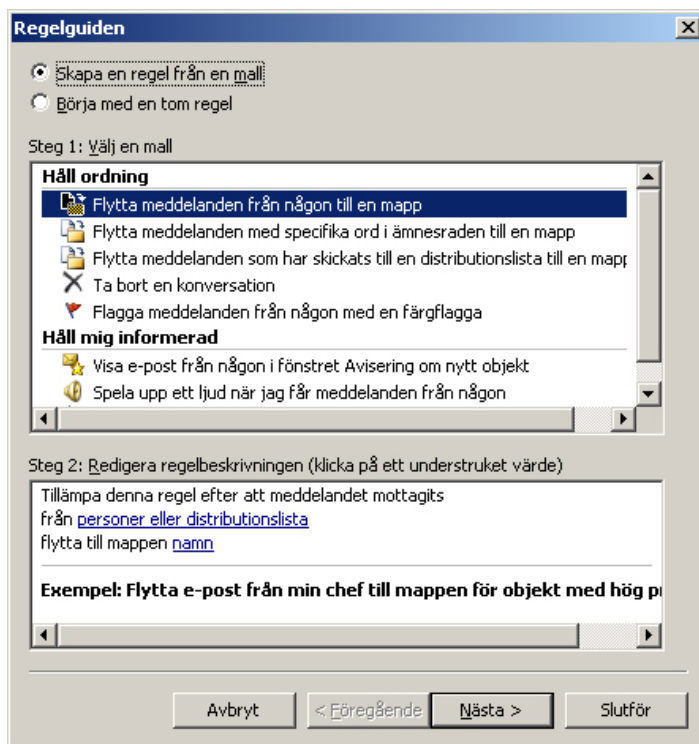 Regelguiden
Skapa en regel från en mall
Börja med en tom regel
Steg 1: Välj en mall
Håll ordning
Flytta meddelanden från någon till en mapp
Flytta meddelanden med specifika ord i ämnesraden till en mapp
Flytta meddelanden som har skickats till en distributionslista till en mapp
Ta bort en konversation
Flagga meddelanden från någon med en färgflagga
Håll mig informerad
Visa e-post från någon i fönstret Avisering om nytt objekt
Spela upp ett ljud när jag får meddelanden från någon
Steg 2: Redigera regelbeskrivningen (klicka på ett understruket värde)
Tillämpa denna regel efter att meddelandet mottagits
från personer eller distributionslista
flytta till mappen namn
Exempel: Flytta e-post från min chef till mappen för objekt med hög
Avbryt
< Föregående
Nästa >
Slutför